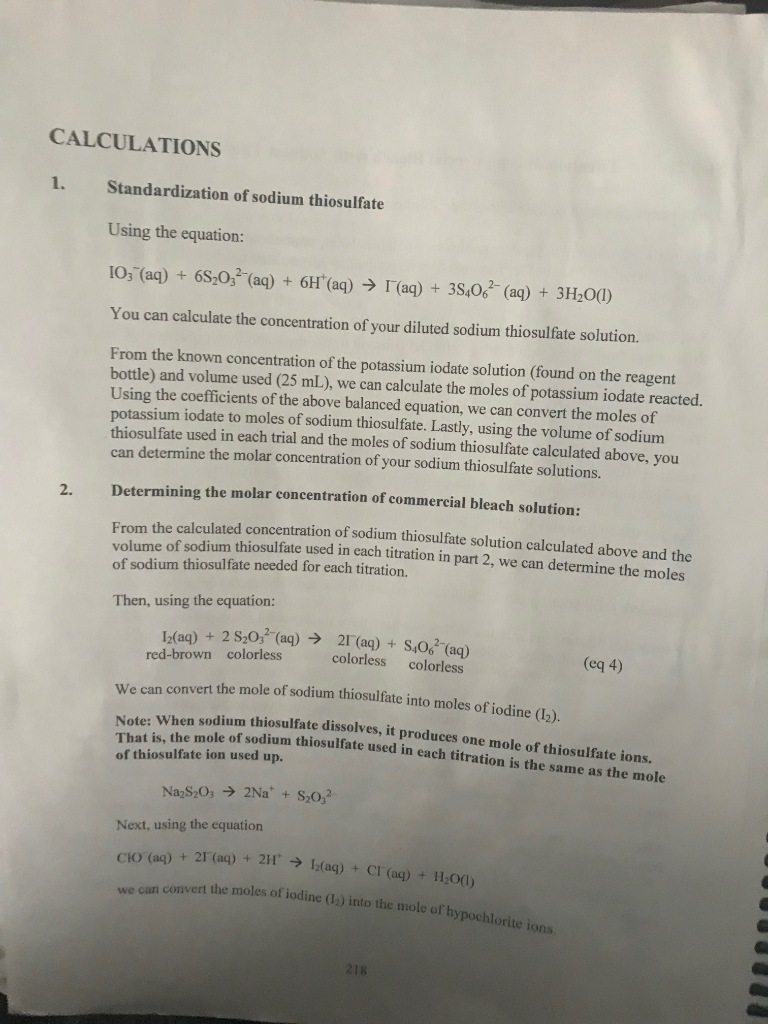 CALCULATIONS
1. Standardization of sodium thiosulfate
Using the equation:
IO₃⁻(aq) + 6S₂O₃²⁻(aq) + 6H⁺(aq) → I⁻(aq) + 3S₄O₆²⁻ (aq) + 3H₂O(l)
You can calculate the concentration of your diluted sodium thiosulfate solution.
From the known concentration of the potassium iodate solution (found on the reagent
bottle) and volume used (25 mL), we can calculate the moles of potassium iodate reacted.
Using the coefficients of the above balanced equation, we can convert the moles of
potassium iodate to moles of sodium thiosulfate. Lastly, using the volume of sodium
thiosulfate used in each trial and the moles of sodium thiosulfate calculated above, you
can determine the molar concentration of your sodium thiosulfate solutions.
2. Determining the molar concentration of commercial bleach solution:
From the calculated concentration of sodium thiosulfate solution calculated above and the
volume of sodium thiosulfate used in each titration in part 2, we can determine the moles
of sodium thiosulfate needed for each titration.
Then, using the equation:
I₂(aq) + 2 S₂O₃²⁻(aq) → 2I⁻(aq) + S₄O₆²⁻(aq)
red-brown colorless colorless colorless (eq 4)
We can convert the mole of sodium thiosulfate into moles of iodine (I₂).
Note: When sodium thiosulfate dissolves, it produces one mole of thiosulfate ions.
That is, the mole of sodium thiosulfate used in each titration is the same as the mole
of thiosulfate ion used up.
Na₂S₂O₃ → 2Na⁺ + S₂O₃²⁻
Next, using the equation
ClO⁻(aq) + 2I⁻(aq) + 2H⁺ → I₂(aq) + Cl⁻(aq) + H₂O(l)
we can convert the moles of iodine (I₂) into the mole of hypochlorite ions.
218